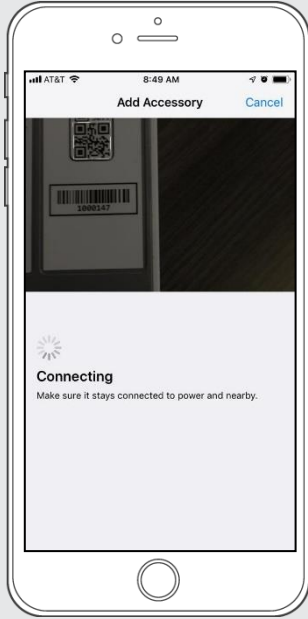 AT&T 8:49 AM
Add Accessory Cancel
1000147
Connecting
Make sure it stays connected to power and nearby.